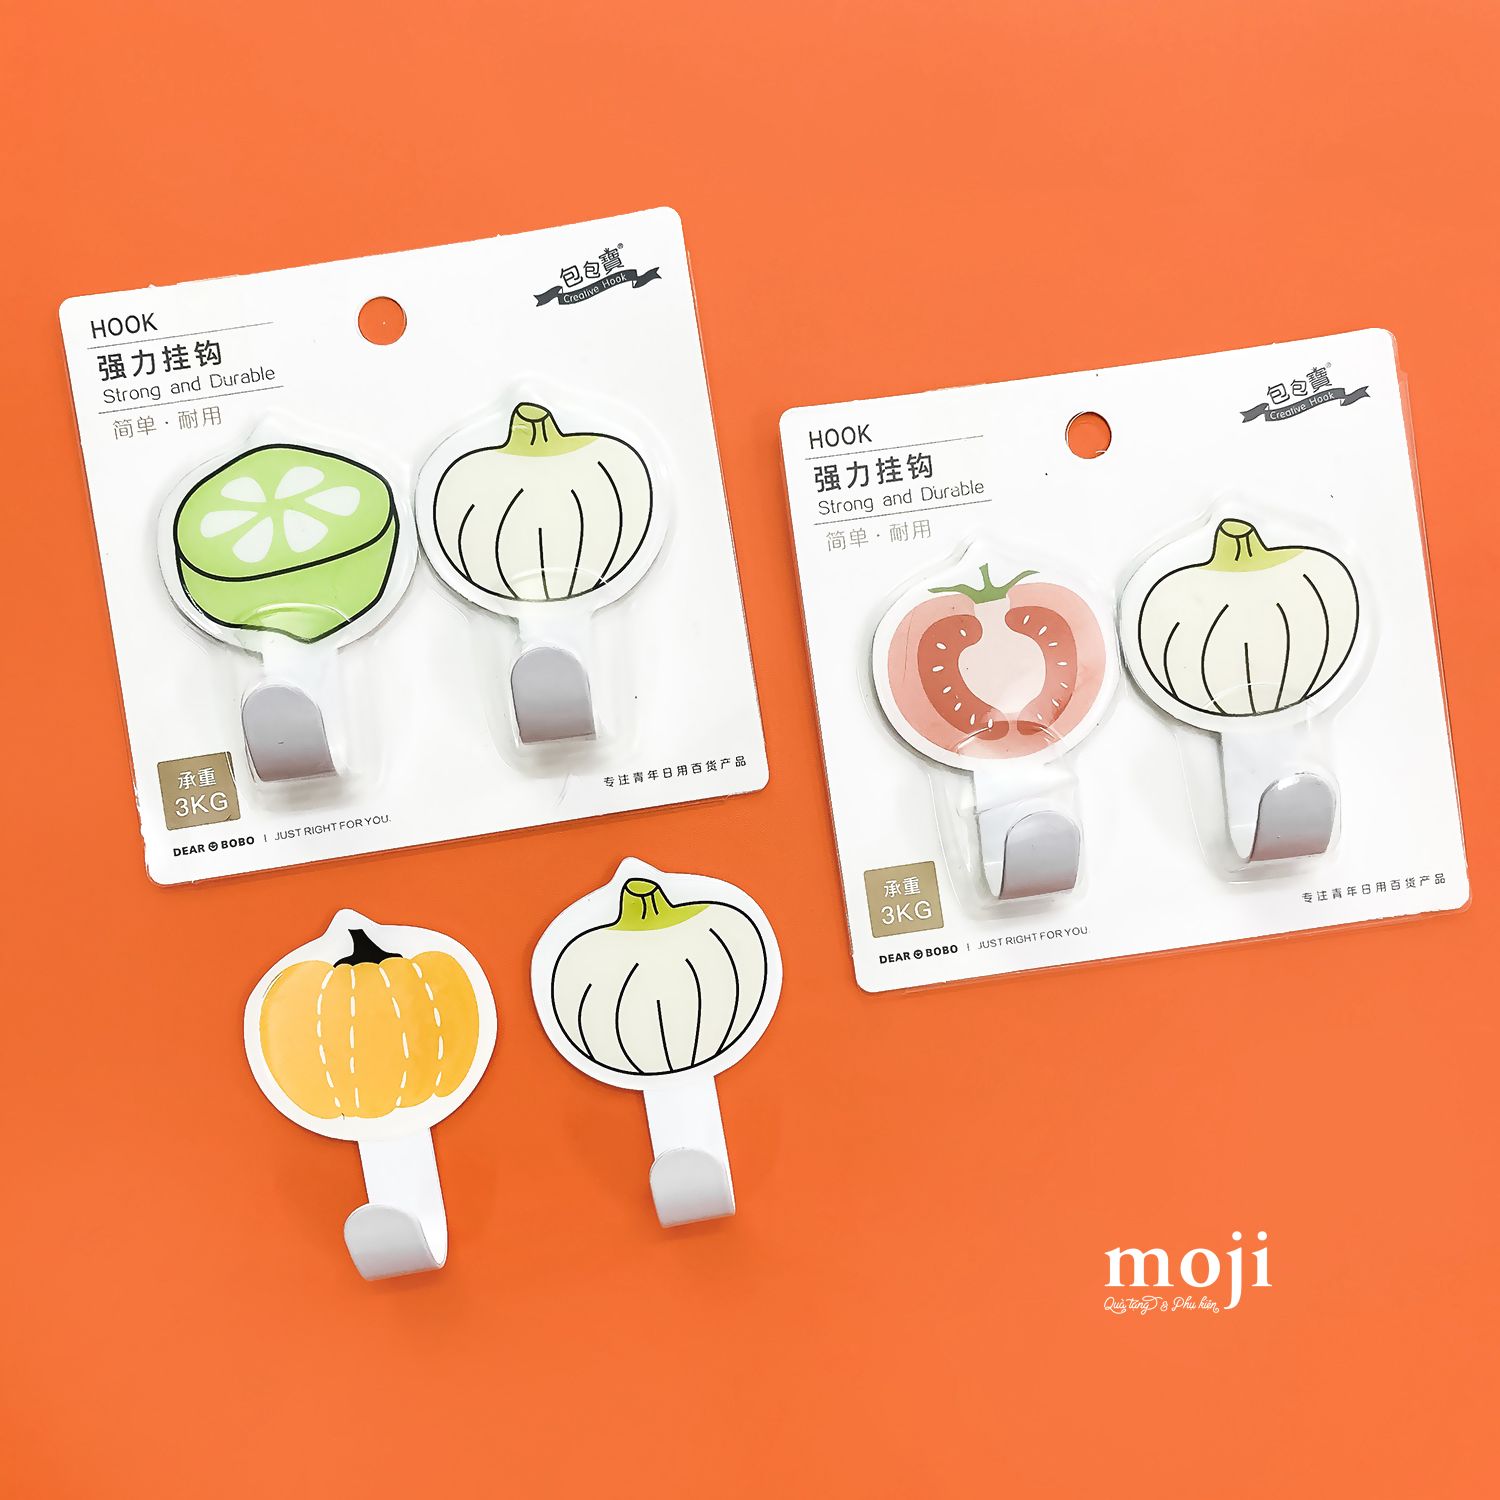 HOOK
强力挂钩
Strong and Durable
简单·耐用
包包寶®
Creative Hook
承重
3KG
专注青年日用百货产品
DEAR BOBO | JUST RIGHT FOR YOU.
HOOK
强力挂钩
Strong and Durable
简单·耐用
包包寶®
Creative Hook
承重
3KG
专注青年日用百货产品
DEAR BOBO | JUST RIGHT FOR YOU.
moji
Quà tặng & Phụ kiện